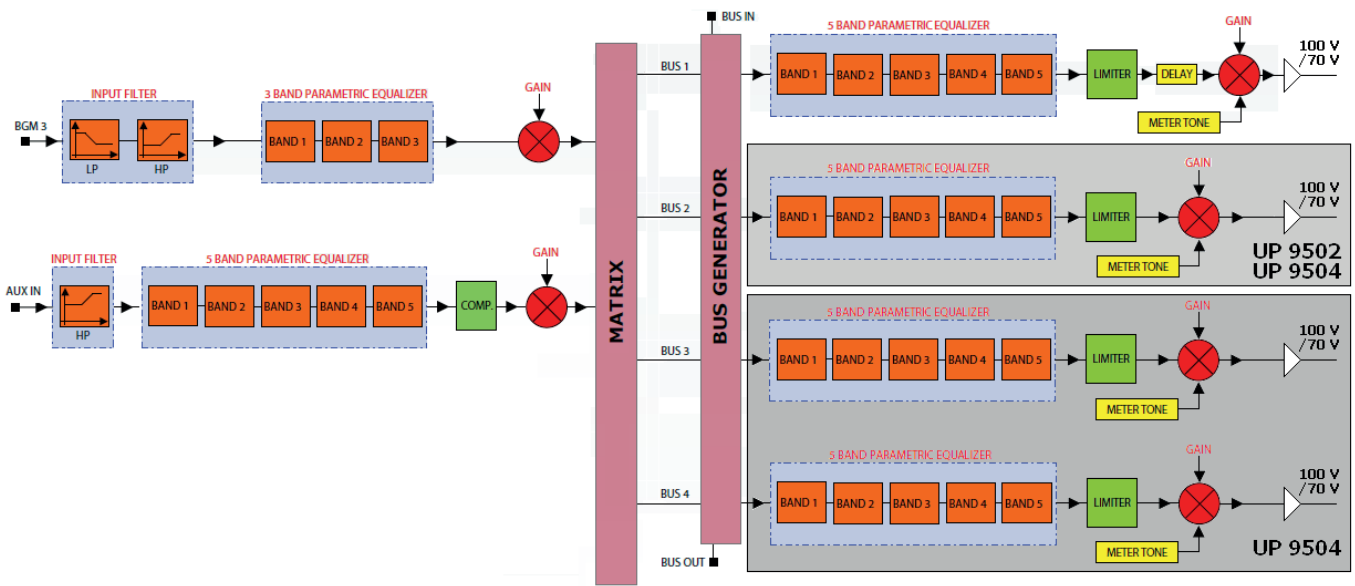 BUS IN
5 BAND PARAMETRIC EQUALIZER
GAIN
BUS 1
BAND 1 BAND 2 BAND 3 BAND 4 BAND 5
LIMITER
DELAY
100 V
/70 V
METER TONE
INPUT FILTER
3 BAND PARAMETRIC EQUALIZER
GAIN
BGM 3
LP
HP
BAND 1 BAND 2 BAND 3
5 BAND PARAMETRIC EQUALIZER
GAIN
BUS 2
BAND 1 BAND 2 BAND 3 BAND 4 BAND 5
LIMITER
100 V
/70 V
METER TONE
UP 9502
UP 9504
INPUT FILTER
5 BAND PARAMETRIC EQUALIZER
GAIN
AUX IN
HP
BAND 1 BAND 2 BAND 3 BAND 4 BAND 5
COMP.
MATRIX
BUS GENERATOR
5 BAND PARAMETRIC EQUALIZER
GAIN
BUS 3
BAND 1 BAND 2 BAND 3 BAND 4 BAND 5
LIMITER
100 V
/70 V
METER TONE
5 BAND PARAMETRIC EQUALIZER
GAIN
BUS 4
BAND 1 BAND 2 BAND 3 BAND 4 BAND 5
LIMITER
100 V
/70 V
METER TONE
UP 9504
BUS OUT